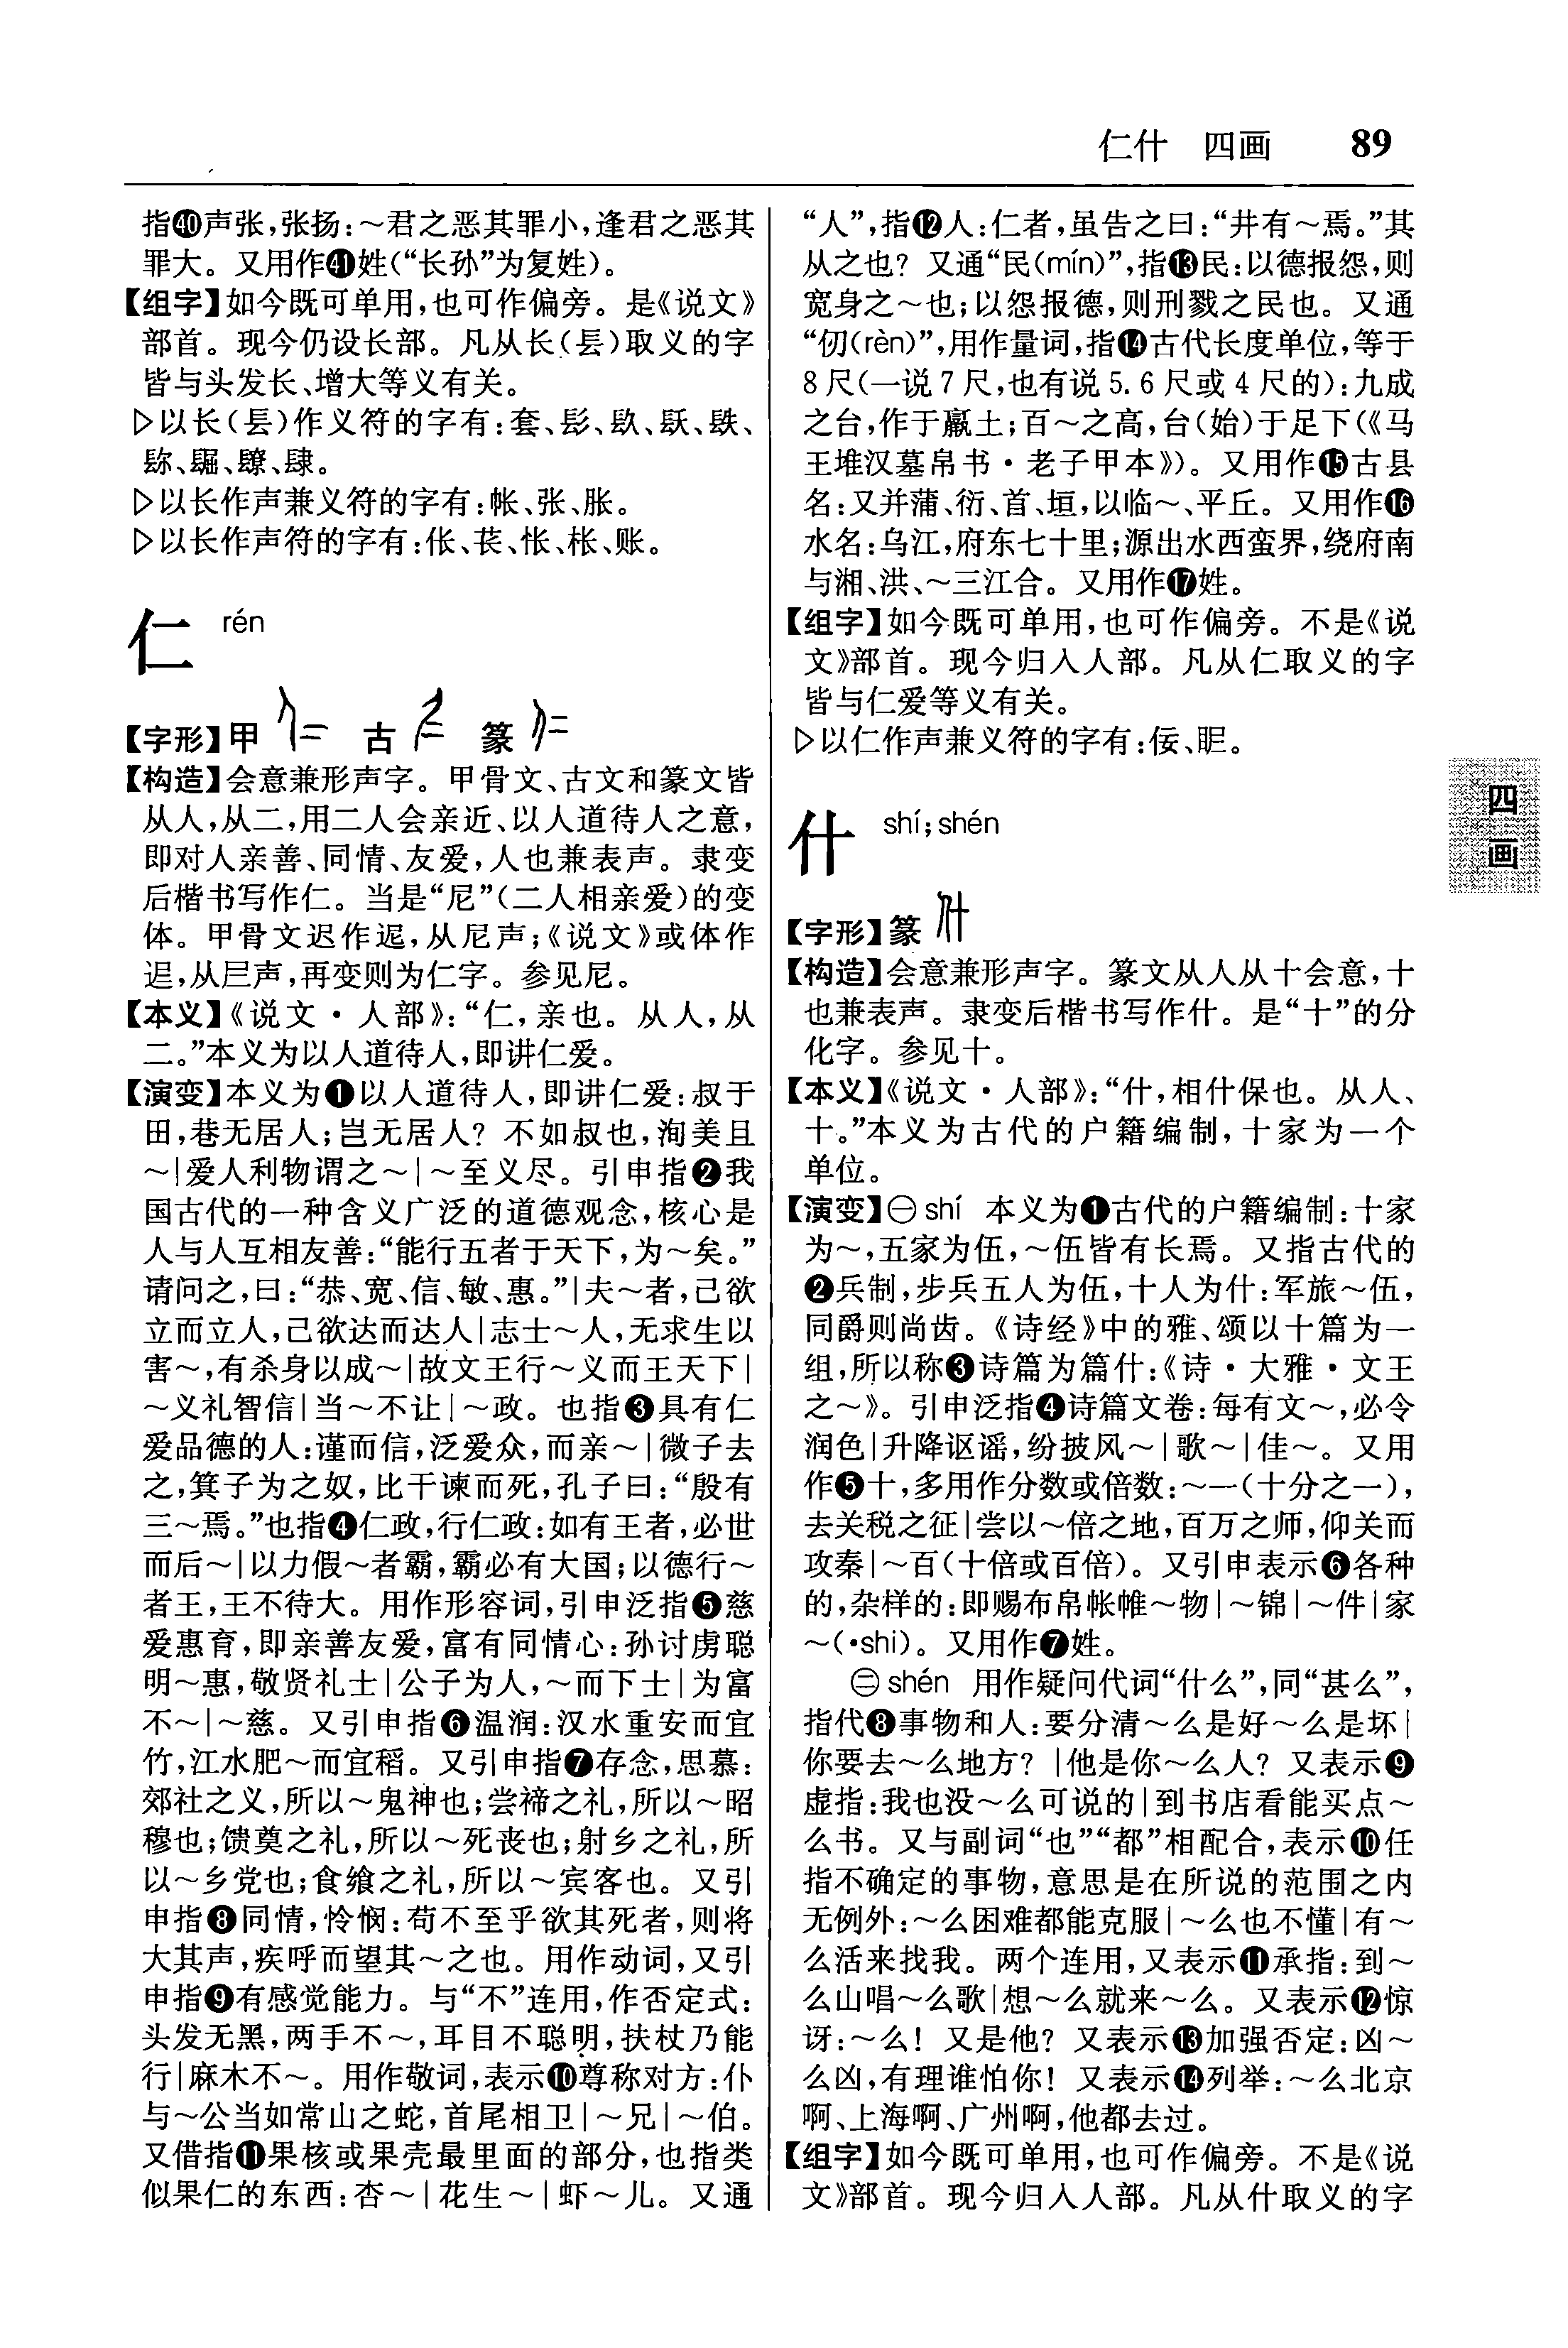 仁什 四画 89
指㊵声张,张扬:～君之恶其罪小,逢君之恶其
罪大。又用作㊶姓(“长孙”为复姓)。
【组字】如今既可单用,也可作偏旁。是《说文》
部首。现今仍设长部。凡从长(镸)取义的字
皆与头发长、增大等义有关。
▷以长(镸)作义符的字有:套、
▷以长作声兼义符的字有:帐、张、胀。
▷以长作声符的字有:伥、苌、怅、枨、账。
仁 rén
【字形】甲 古 篆
【构造】会意兼形声字。甲骨文、古文和篆文皆
从人,从二,用二人会亲近、以人道待人之意,
即对人亲善、同情、友爱,人也兼表声。隶变
后楷书写作仁。当是“尼”(二人相亲爱)的变
体。甲骨文迟作迡,从尼声;《说文》或体作
从𡰥声,再变则为仁字。参见尼。
【本义】《说文·人部》:“仁,亲也。从人,从
二。”本义为以人道待人,即讲仁爱。
【演变】本义为❶以人道待人,即讲仁爱:叔于
田,巷无居人;岂无居人?不如叔也,洵美且
～|爱人利物谓之～|～至义尽。引申指❷我
国古代的一种含义广泛的道德观念,核心是
人与人互相友善:“能行五者于天下,为～矣。”
请问之,曰:“恭、宽、信、敏、惠。”|夫～者,己欲
立而立人,己欲达而达人|志士～人,无求生以
害～,有杀身以成～|故文王行～义而王天下|
～义礼智信|当～不让|～政。也指❸具有仁
爱品德的人:谨而信,泛爱众,而亲～|微子去
之,箕子为之奴,比干谏而死,孔子曰:“殷有
三～焉。”也指❹仁政,行仁政:如有王者,必世
而后～|以力假～者霸,霸必有大国;以德行～
者王,王不待大。用作形容词,引申泛指❺慈
爱惠育,即亲善友爱,富有同情心:孙讨虏聪
明～惠,敬贤礼士|公子为人,～而下士|为富
不～|～慈。又引申指❻温润:汉水重安而宜
竹,江水肥～而宜稻。又引申指❼存念,思慕:
郊社之义,所以～鬼神也;尝禘之礼,所以～昭
穆也;馈奠之礼,所以～死丧也;射乡之礼,所
以～乡党也;食飨之礼,所以～宾客也。又引
申指❽同情,怜悯:苟不至乎欲其死者,则将
大其声,疾呼而望其～之也。用作动词,又引
申指❾有感觉能力。与“不”连用,作否定式:
头发无黑,两手不～,耳目不聪明,扶杖乃能
行|麻木不～。用作敬词,表示❿尊称对方:仆
与～公当如常山之蛇,首尾相卫|～兄|～伯。
又借指⓫果核或果壳最里面的部分,也指类
似果仁的东西:杏～|花生～|虾～儿。又通
“人”,指⓬人:仁者,虽告之曰:“井有～焉。”其
从之也?又通“民(mín)”,指⓭民:以德报怨,则
宽身之～也;以怨报德,则刑戮之民也。又通
“仞(rèn)”,用作量词,指⓮古代长度单位,等于
8尺(一说7尺,也有说5.6尺或4尺的):九成
之台,作于羸土;百～之高,台(始)于足下(《马
王堆汉墓帛书·老子甲本》)。又用作⓯古县
名:又并蒲、衍、首、垣,以临～、平丘。又用作⓰
水名:乌江,府东七十里;源出水西蛮界,绕府南
与湘、洪、～三江合。又用作⓱姓。
【组字】如今既可单用,也可作偏旁。不是《说
文》部首。现今归入人部。凡从仁取义的字
皆与仁爱等义有关。
▷以仁作声兼义符的字有:佞、眤。
什 shí;shén
【字形】篆
【构造】会意兼形声字。篆文从人从十会意,十
也兼表声。隶变后楷书写作什。是“十”的分
化字。参见十。
【本义】《说文·人部》:“什,相什保也。从人、
十。”本义为古代的户籍编制,十家为一个
单位。
【演变】㊀shí 本义为❶古代的户籍编制:十家
为～,五家为伍,～伍皆有长焉。又指古代的
❷兵制,步兵五人为伍,十人为什:军旅～伍,
同爵则尚齿。《诗经》中的雅、颂以十篇为一
组,所以称❸诗篇为篇什:《诗·大雅·文王
之～》。引申泛指❹诗篇文卷:每有文～,必令
润色|升降讴谣,纷披风～|歌～|佳～。又用
作❺十,多用作分数或倍数:～一(十分之一),
去关税之征|尝以～倍之地,百万之师,仰关而
攻秦|～百(十倍或百倍)。又引申表示❻各种
的,杂样的:即赐布帛帐帷～物|～锦|～件|家
～(•shi)。又用作❼姓。
㊁shén 用作疑问代词“什么”,同“甚么”,
指代❽事物和人:要分清～么是好～么是坏|
你要去～么地方?|他是你～么人?又表示❾
虚指:我也没～么可说的|到书店看能买点～
么书。又与副词“也”“都”相配合,表示❿任
指不确定的事物,意思是在所说的范围之内
无例外:～么困难都能克服|～么也不懂|有～
么活来找我。两个连用,又表示⓫承指:到～
么山唱～么歌|想～么就来～么。又表示⓬惊
讶:～么!又是他?又表示⓭加强否定:凶～
么凶,有理谁怕你!又表示⓮列举:～么北京
啊、上海啊、广州啊,他都去过。
【组字】如今既可单用,也可作偏旁。不是《说
文》部首。现今归入人部。凡从什取义的字
四画